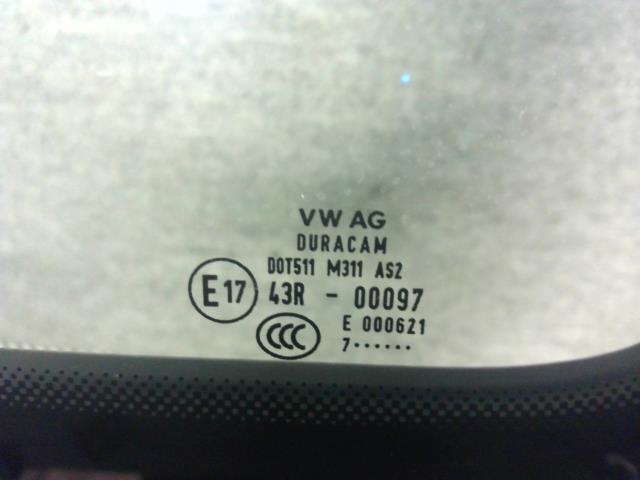 VW AG
DURACAM
DOT511 M311 AS2
E17 43R - 00097
CCC E 000621
7······